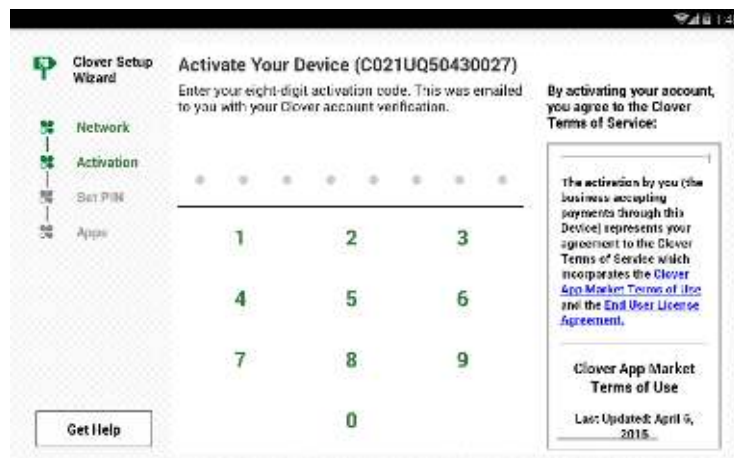 1:4
Clover Setup
Wizard
Network
Activation
Set PIN
Apps
Get Help
Activate Your Device (C021UQ50430027)
Enter your eight-digit activation code. This was emailed
to you with your Clover account verification.
1 2 3
4 5 6
7 8 9
0
By activating your account,
you agree to the Clover
Terms of Service:
The activation by you (the
business accepting
payments through this
Device) represents your
agreement to the Clover
Terms of Service which
incorporates the Clover
App Market Terms of Use
and the End User License
Agreement.
Clover App Market
Terms of Use
Last Updated: April 6,
2015